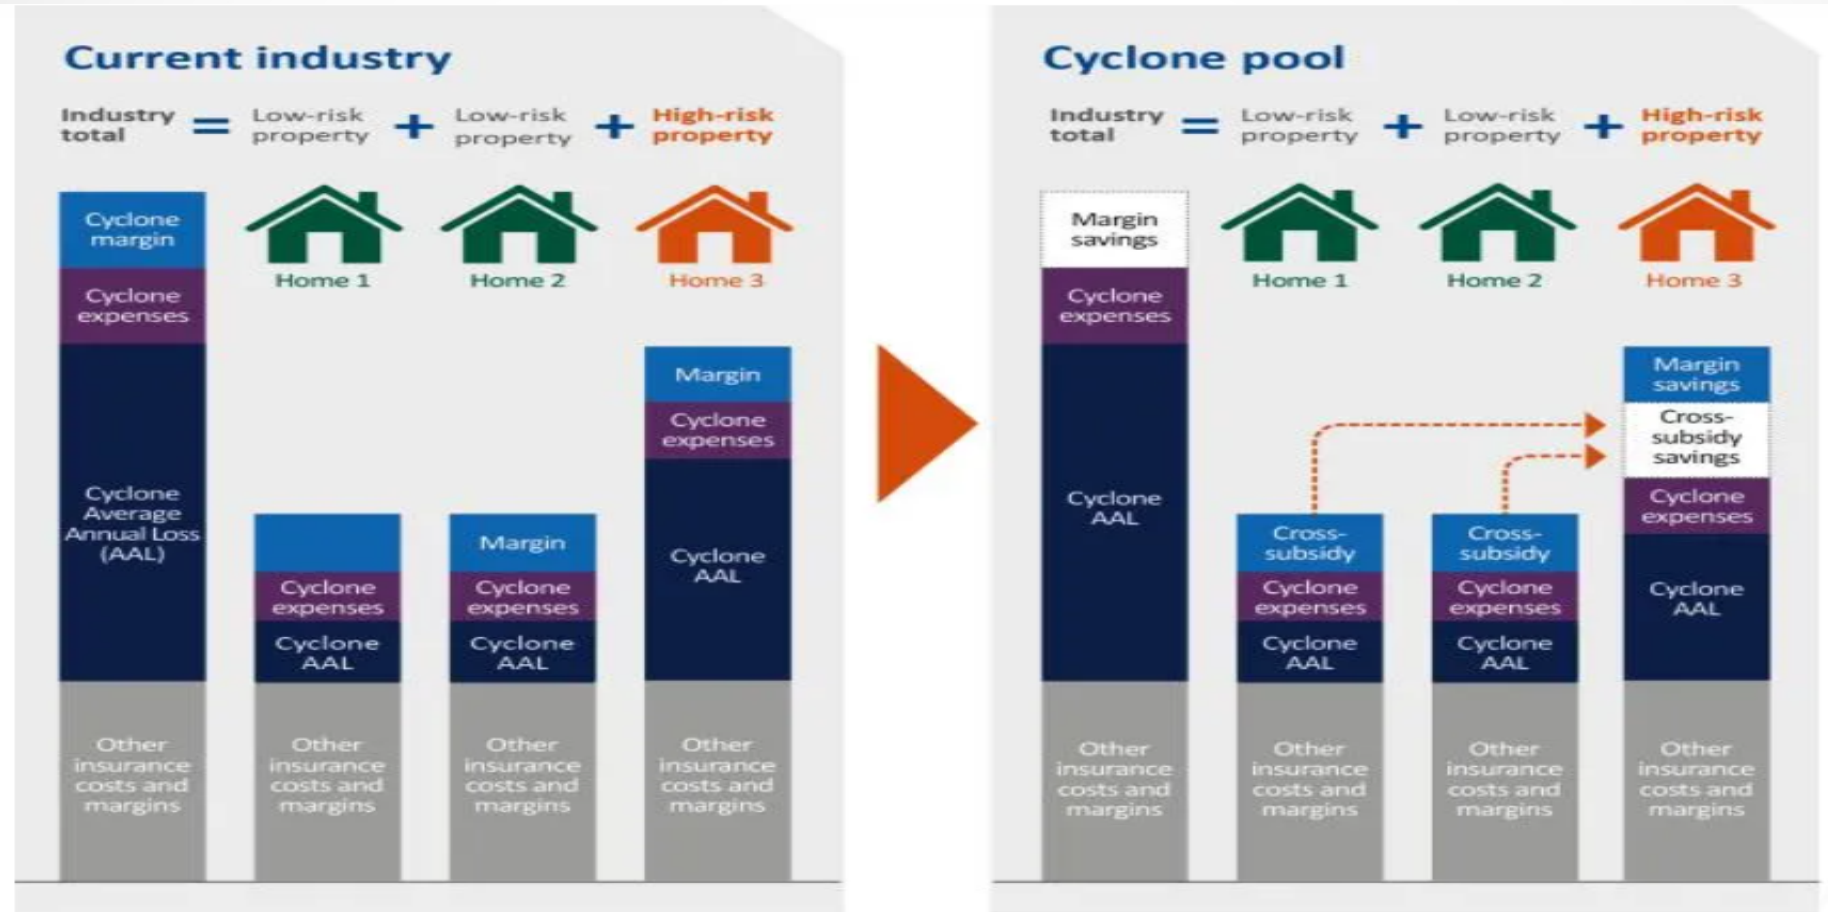 Current industry
Industry
total
=
Low-risk
property
+
Low-risk
property
+
High-risk
property
Cyclone
margin
Cyclone
expenses
Cyclone
Average
Annual Loss
(AAL)
Other
insurance
costs and
margins
Home 1
Cyclone
expenses
Cyclone
AAL
Other
insurance
costs and
margins
Home 2
Margin
Cyclone
expenses
Cyclone
AAL
Other
insurance
costs and
margins
Home 3
Margin
Cyclone
expenses
Cyclone
AAL
Other
insurance
costs and
margins
Cyclone pool
Industry
total
=
Low-risk
property
+
Low-risk
property
+
High-risk
property
Margin
savings
Cyclone
expenses
Cyclone
AAL
Other
insurance
costs and
margins
Home 1
Cross-
subsidy
Cyclone
expenses
Cyclone
AAL
Other
insurance
costs and
margins
Home 2
Cross-
subsidy
Cyclone
expenses
Cyclone
AAL
Other
insurance
costs and
margins
Home 3
Margin
savings
Cross-
subsidy
savings
Cyclone
expenses
Cyclone
AAL
Other
insurance
costs and
margins